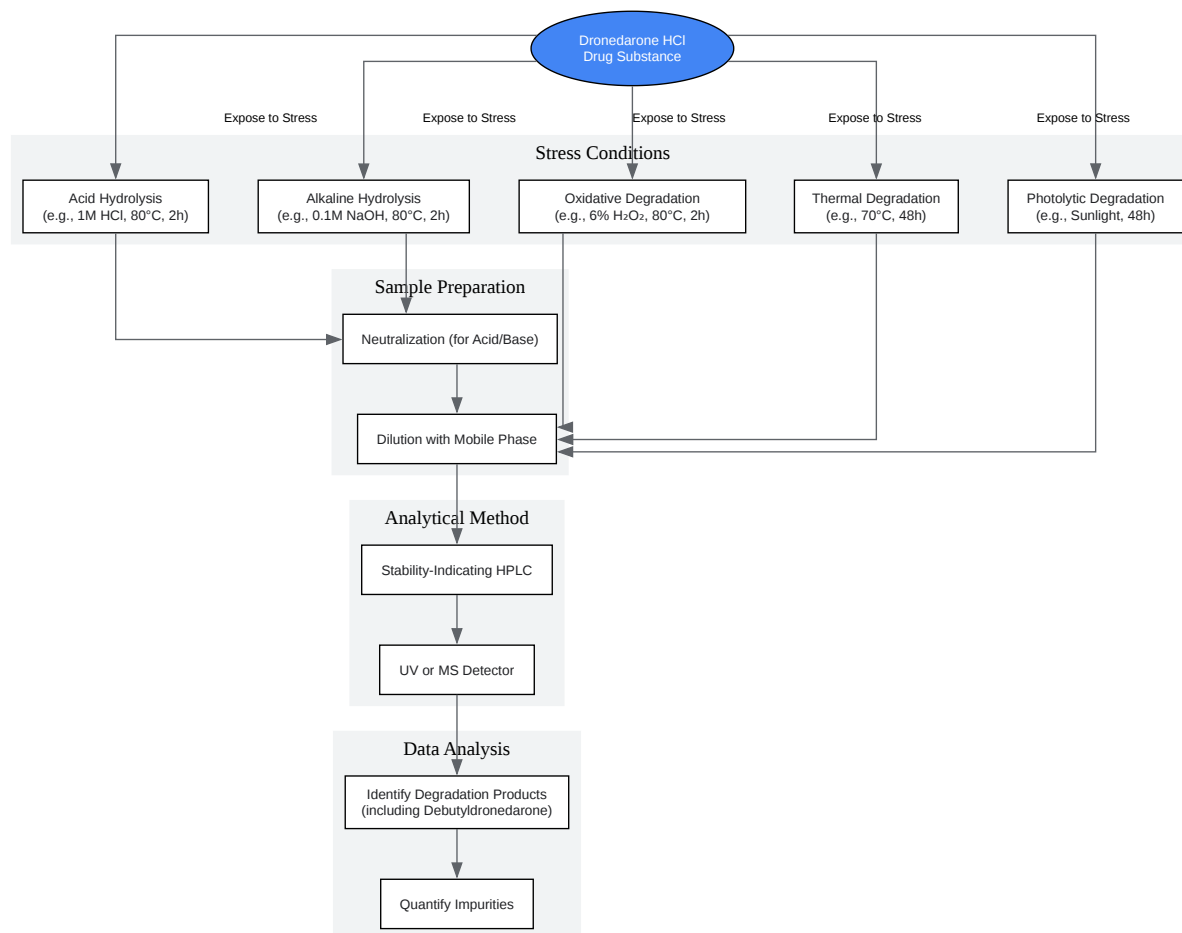 Dronedarone HCl
Drug Substance
Expose to Stress
Expose to Stress
Expose to Stress
Expose to Stress
Expose to Stress
Stress Conditions
Acid Hydrolysis
(e.g., 1M HCl, 80°C, 2h)
Alkaline Hydrolysis
(e.g., 0.1M NaOH, 80°C, 2h)
Oxidative Degradation
(e.g., 6% H₂O₂, 80°C, 2h)
Thermal Degradation
(e.g., 70°C, 48h)
Photolytic Degradation
(e.g., Sunlight, 48h)
Sample Preparation
Neutralization (for Acid/Base)
Dilution with Mobile Phase
Analytical Method
Stability-Indicating HPLC
UV or MS Detector
Data Analysis
Identify Degradation Products
(including Debutyldronedarone)
Quantify Impurities